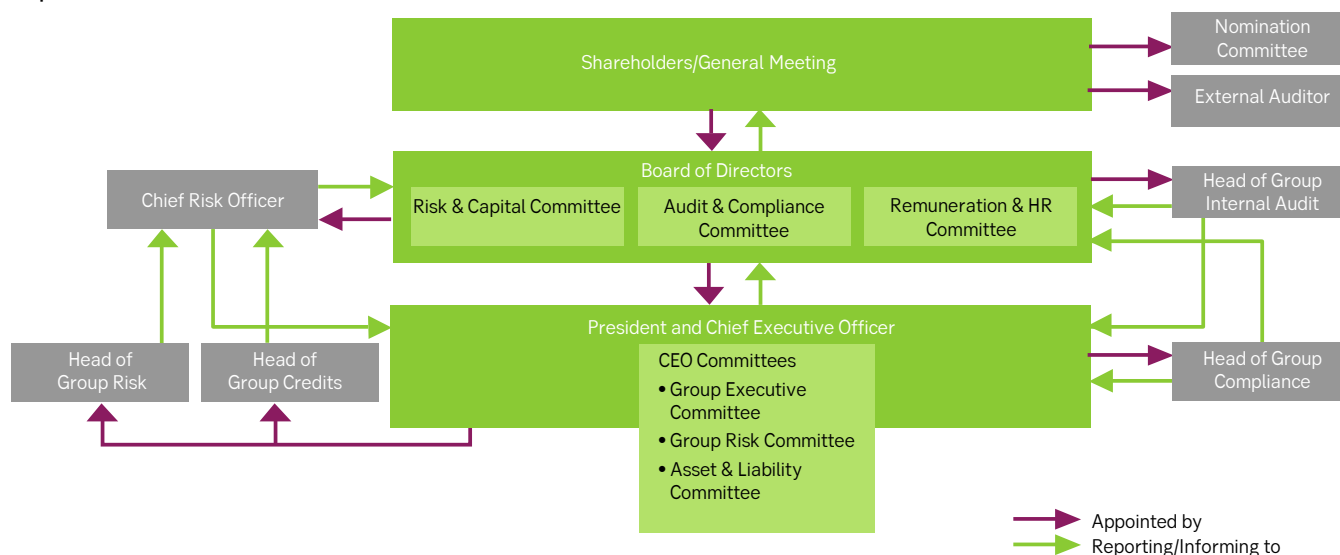 Shareholders/General Meeting
Nomination
Committee
External Auditor
Board of Directors
Risk & Capital Committee
Audit & Compliance
Committee
Remuneration & HR
Committee
Chief Risk Officer
Head of Group
Internal Audit
President and Chief Executive Officer
CEO Committees
• Group Executive
Committee
• Group Risk Committee
• Asset & Liability
Committee
Head of
Group Risk
Head of
Group Credits
Head of Group
Compliance
Appointed by
Reporting/Informing to